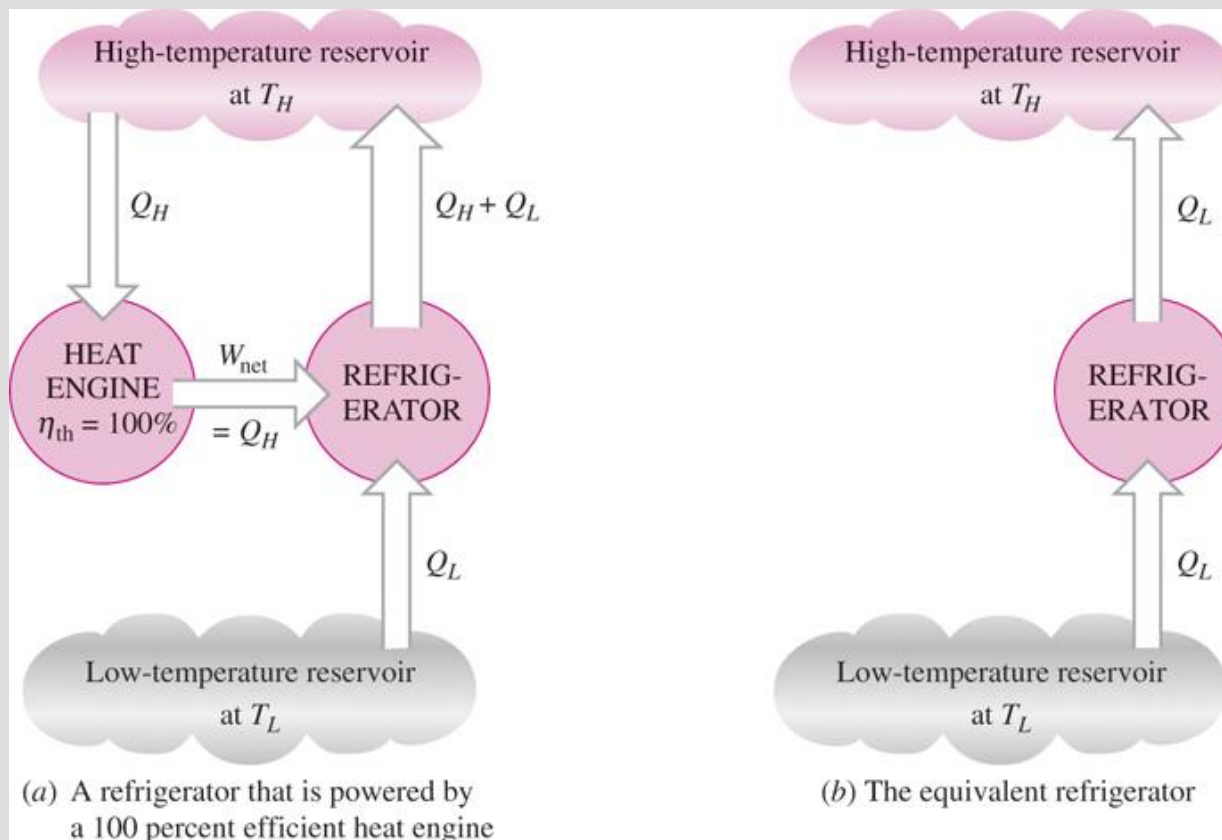 High-temperature reservoir
at T_H
Q_H
Q_H + Q_L
HEAT
ENGINE
η_th = 100%
W_net
= Q_H
REFRIG-
ERATOR
Q_L
Low-temperature reservoir
at T_L
(a) A refrigerator that is powered by
a 100 percent efficient heat engine
High-temperature reservoir
at T_H
Q_L
REFRIG-
ERATOR
Q_L
Low-temperature reservoir
at T_L
(b) The equivalent refrigerator